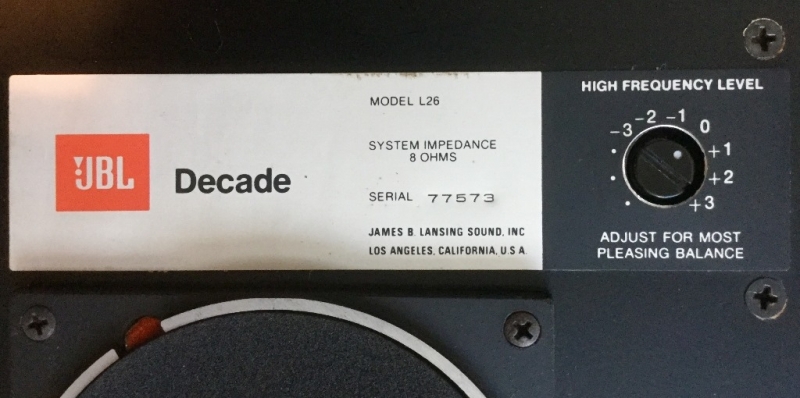 MODEL L26
SYSTEM IMPEDANCE
8 OHMS
JBL
Decade
SERIAL 77573
JAMES B. LANSING SOUND, INC
LOS ANGELES, CALIFORNIA, U.S.A.
HIGH FREQUENCY LEVEL
-3 -2 -1 0
+1
+2
+3
ADJUST FOR MOST
PLEASING BALANCE